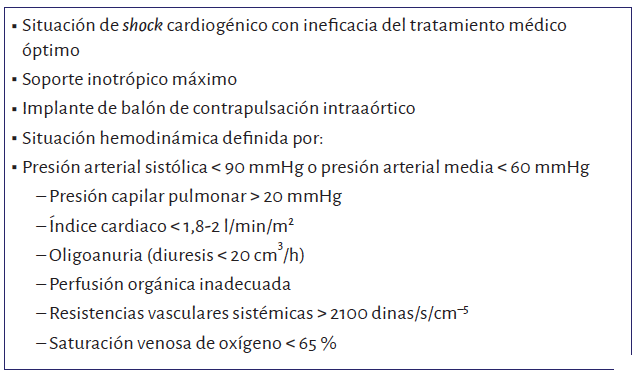 ▪ Situación de shock cardiogénico con ineficacia del tratamiento médico
óptimo
▪ Soporte inotrópico máximo
▪ Implante de balón de contrapulsación intraaórtico
▪ Situación hemodinámica definida por:
▪ Presión arterial sistólica < 90 mmHg o presión arterial media < 60 mmHg
– Presión capilar pulmonar > 20 mmHg
– Índice cardiaco < 1,8-2 l/min/m²
– Oligoanuria (diuresis < 20 cm³/h)
– Perfusión orgánica inadecuada
– Resistencias vasculares sistémicas > 2100 dinas/s/cm⁻⁵
– Saturación venosa de oxígeno < 65 %